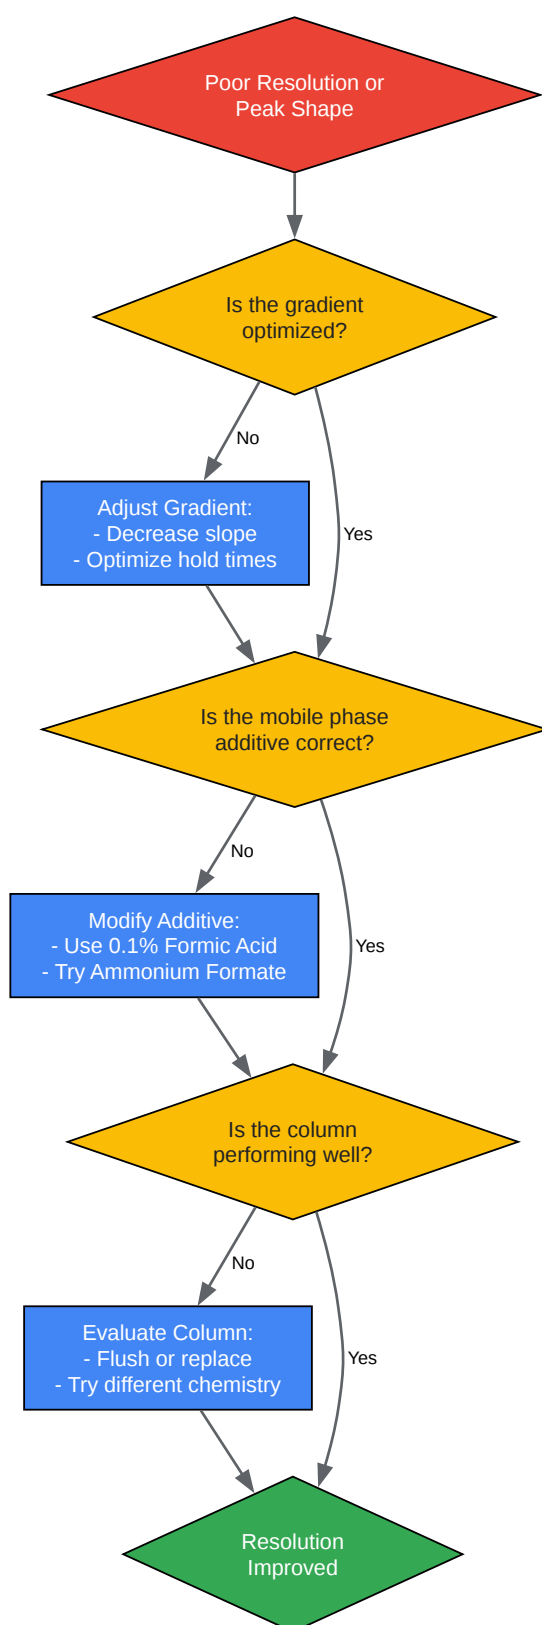 Poor Resolution or
Peak Shape
Is the gradient
optimized?
No
Adjust Gradient:
- Decrease slope
- Optimize hold times
Yes
Is the mobile phase
additive correct?
No
Modify Additive:
- Use 0.1% Formic Acid
- Try Ammonium Formate
Yes
Is the column
performing well?
No
Evaluate Column:
- Flush or replace
- Try different chemistry
Yes
Resolution
Improved